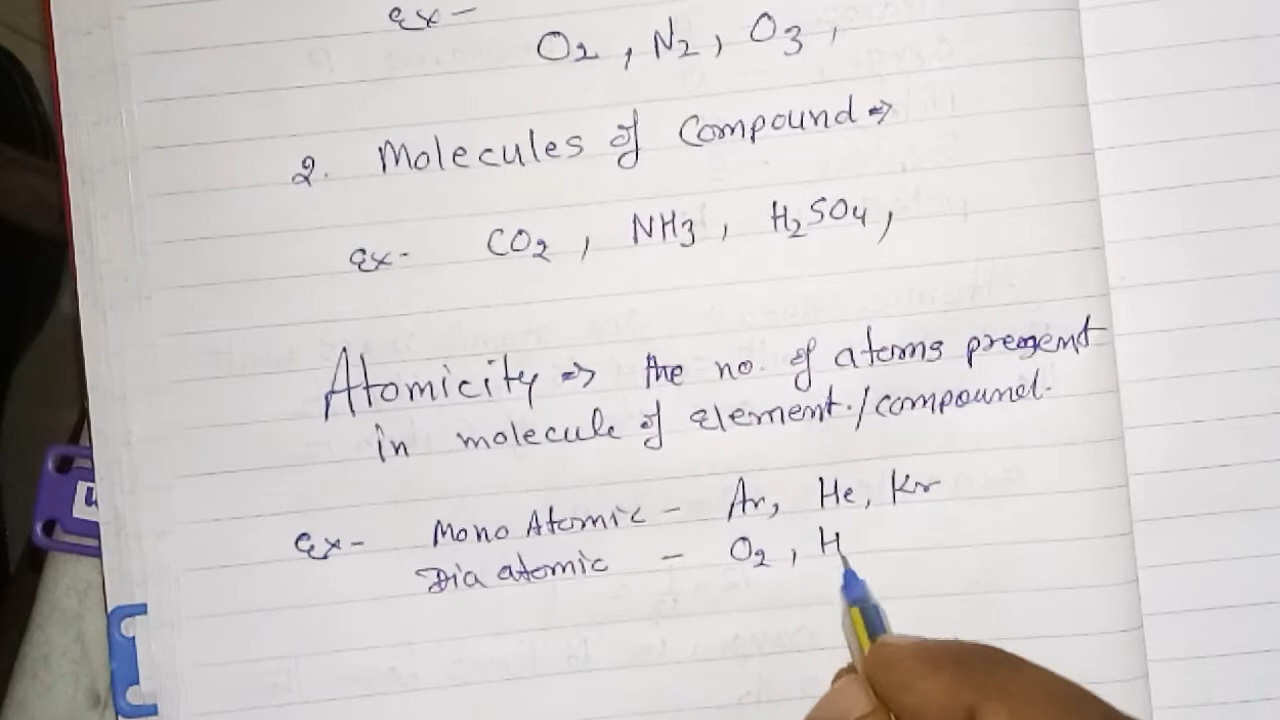 Ex-
O2, N2, O3,
2. Molecules of Compound⇒
Ex- CO2, NH3, H2SO4,
Atomicity ⇒ the no. of atoms present
in molecule of element./compound.
Ex- Mono Atomic - Ar, He, Kr
Dia atomic - O2, H